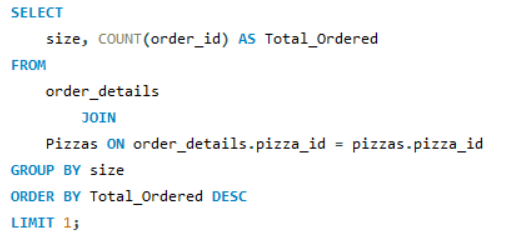 SELECT
size, COUNT(order_id) AS Total_Ordered
FROM
order_details
JOIN
Pizzas ON order_details.pizza_id = pizzas.pizza_id
GROUP BY size
ORDER BY Total_Ordered DESC
LIMIT 1;